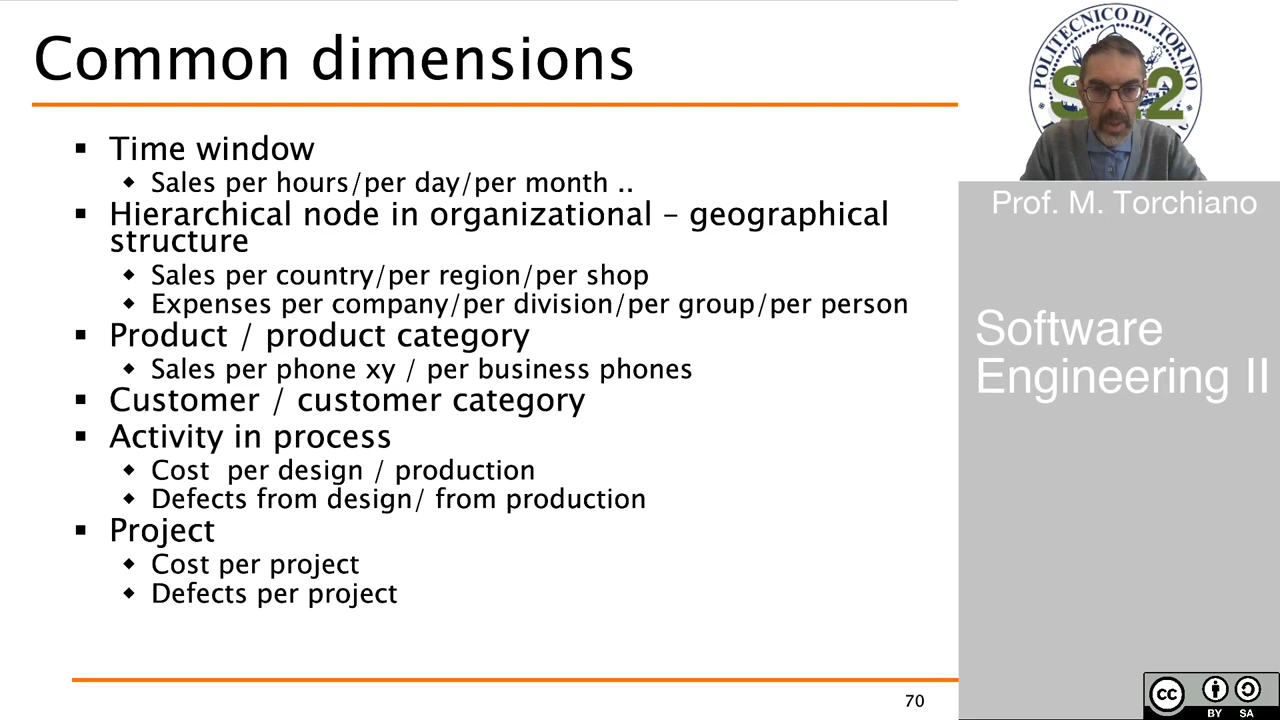 Common dimensions
▪ Time window
◆ Sales per hours/per day/per month ..
▪ Hierarchical node in organizational – geographical
structure
◆ Sales per country/per region/per shop
◆ Expenses per company/per division/per group/per person
▪ Product / product category
◆ Sales per phone xy / per business phones
▪ Customer / customer category
▪ Activity in process
◆ Cost  per design / production
◆ Defects from design/ from production
▪ Project
◆ Cost per project
◆ Defects per project
70
POLITECNICO DI TORINO
Prof. M. Torchiano
Software
Engineering II
cc
BY SA